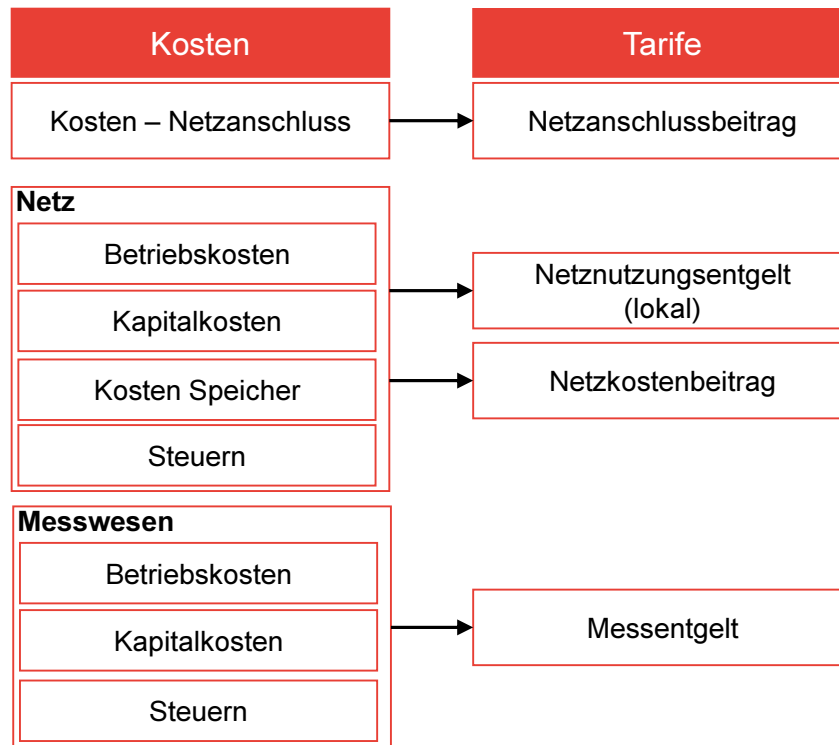 Kosten
Tarife
Kosten – Netzanschluss
Netzanschlussbeitrag
Netz
Betriebskosten
Kapitalkosten
Kosten Speicher
Steuern
Netznutzungsentgelt
(lokal)
Netzkostenbeitrag
Messwesen
Betriebskosten
Kapitalkosten
Steuern
Messentgelt